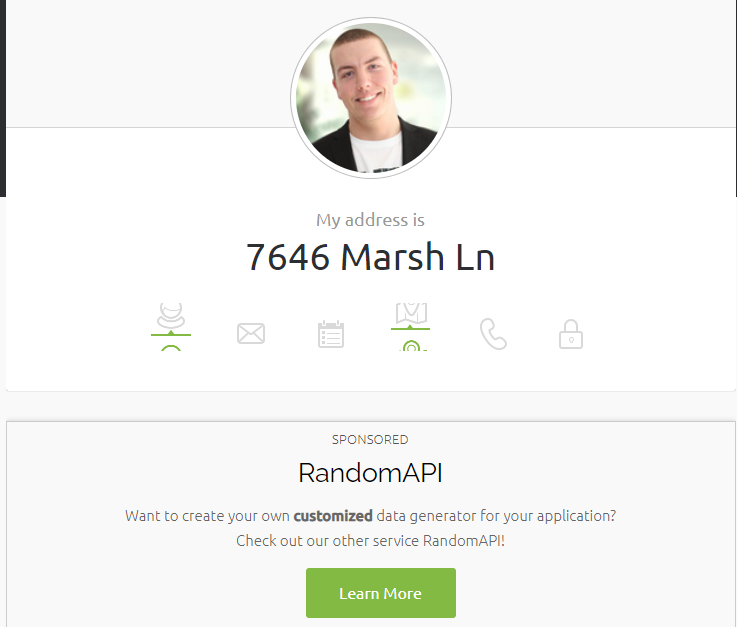 My address is
7646 Marsh Ln
SPONSORED
RandomAPI
Want to create your own customized data generator for your application?
Check out our other service RandomAPI!
Learn More